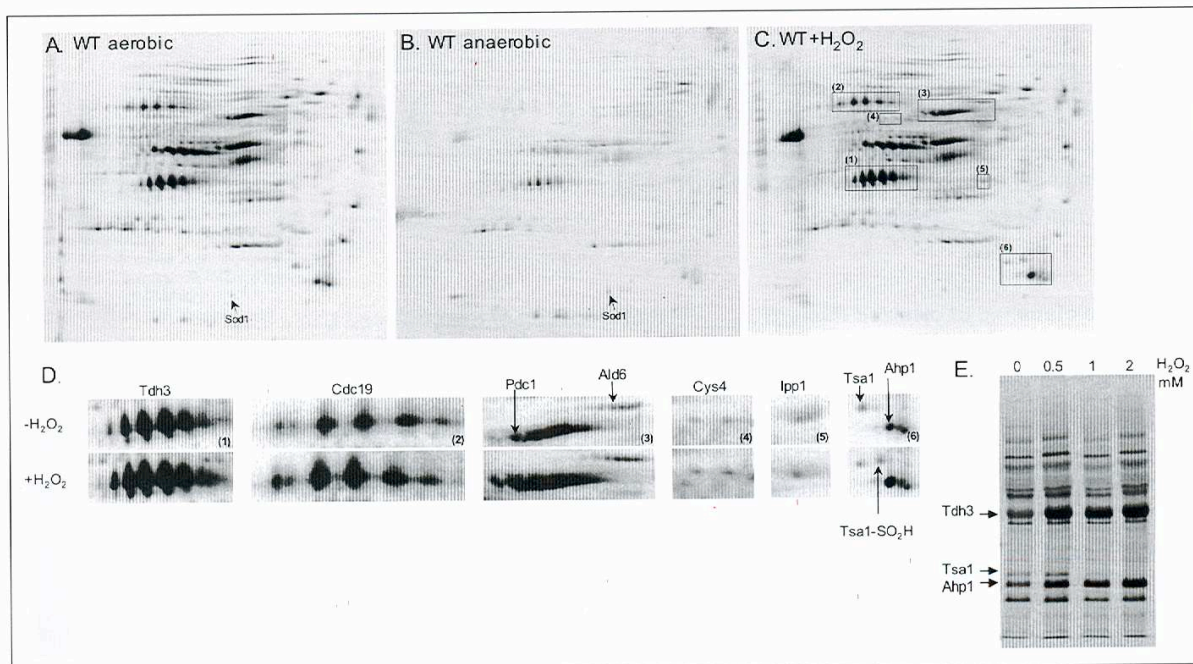 A. WT aerobic
B. WT anaerobic
C. WT+H₂O₂
(2)
(3)
(4)
(1)
(5)
(6)
Sod1
Sod1
D.
Tdh3
Cdc19
Pdc1
Ald6
Cys4
Ipp1
Tsa1
Ahp1
-H₂O₂
(1)
(2)
(3)
(4)
(5)
(6)
+H₂O₂
Tsa1-SO₂H
E.
0 0.5 1 2 H₂O₂
mM
Tdh3
Tsa1
Ahp1